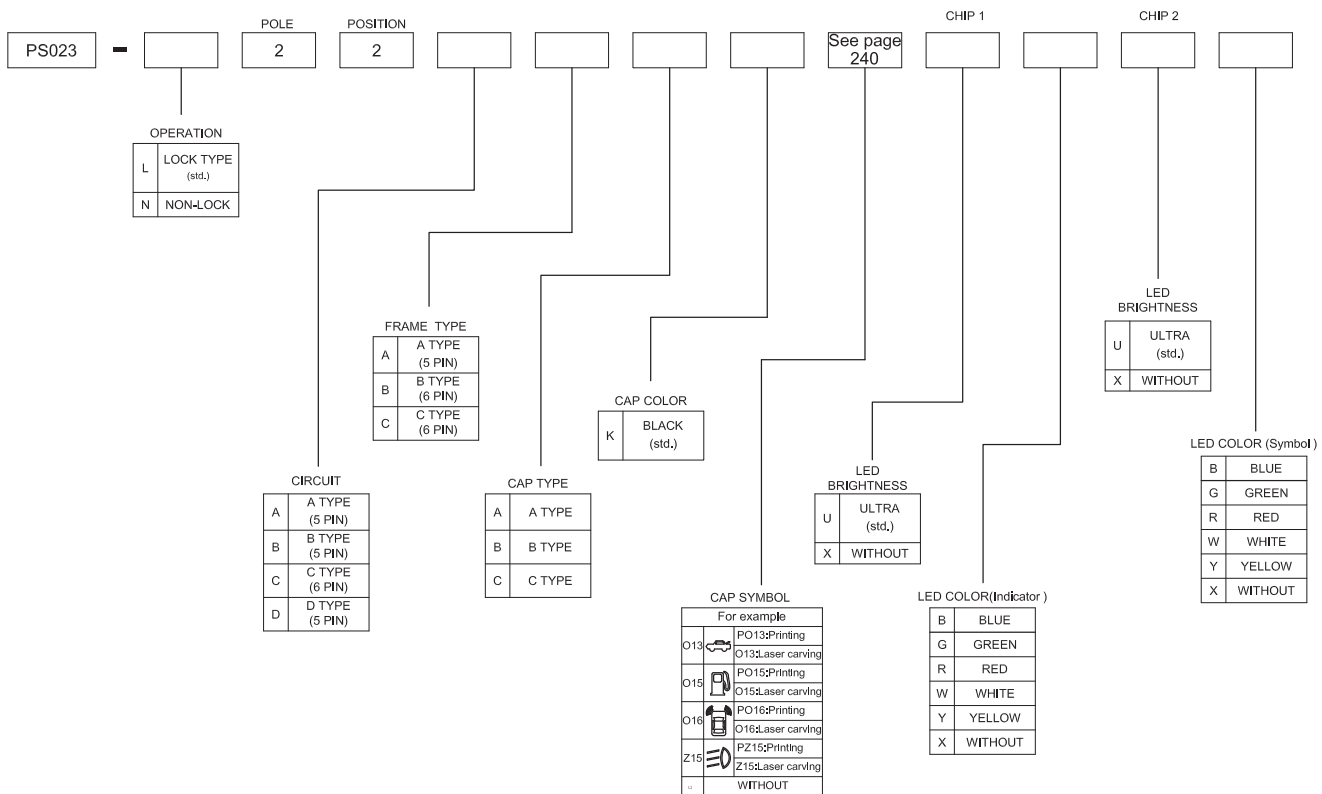 CHIP 1
CHIP 2
POLE
POSITION
PS023
-
2
2
See page
240
OPERATION
L LOCK TYPE
(std.)
N NON-LOCK
FRAME TYPE
A A TYPE
(5 PIN)
B B TYPE
(6 PIN)
C C TYPE
(6 PIN)
CIRCUIT
A A TYPE
(5 PIN)
B B TYPE
(5 PIN)
C C TYPE
(6 PIN)
D D TYPE
(5 PIN)
CAP TYPE
A A TYPE
B B TYPE
C C TYPE
CAP COLOR
K BLACK
(std.)
CAP SYMBOL
For example
O13 PO13:Printing
O13:Laser carving
O15 PO15:Printing
O15:Laser carving
O16 PO16:Printing
O16:Laser carving
Z15 PZ15:Printing
Z15:Laser carving
WITHOUT
LED
BRIGHTNESS
U ULTRA
(std.)
X WITHOUT
LED COLOR(Indicator )
B BLUE
G GREEN
R RED
W WHITE
Y YELLOW
X WITHOUT
LED
BRIGHTNESS
U ULTRA
(std.)
X WITHOUT
LED COLOR (Symbol )
B BLUE
G GREEN
R RED
W WHITE
Y YELLOW
X WITHOUT